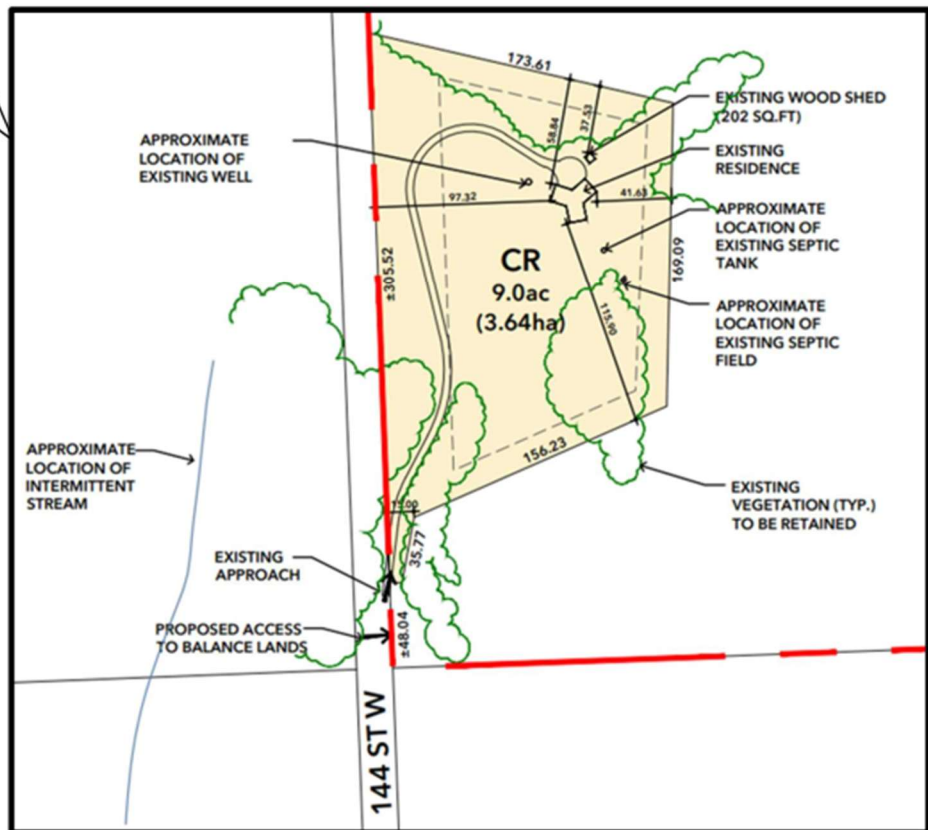 173.61
EXISTING WOOD SHED
(202 SQ.FT)
58.84
37.53
APPROXIMATE
LOCATION OF
EXISTING WELL
EXISTING
RESIDENCE
97.32
41.63
APPROXIMATE
LOCATION OF
EXISTING SEPTIC
TANK
±305.52
CR
9.0ac
(3.64ha)
169.09
115.90
APPROXIMATE
LOCATION OF
EXISTING SEPTIC
FIELD
APPROXIMATE
LOCATION OF
INTERMITTENT
STREAM
156.23
EXISTING
VEGETATION (TYP.)
TO BE RETAINED
15.00
35.77
EXISTING
APPROACH
PROPOSED ACCESS
TO BALANCE LANDS
±48.04
144 ST W